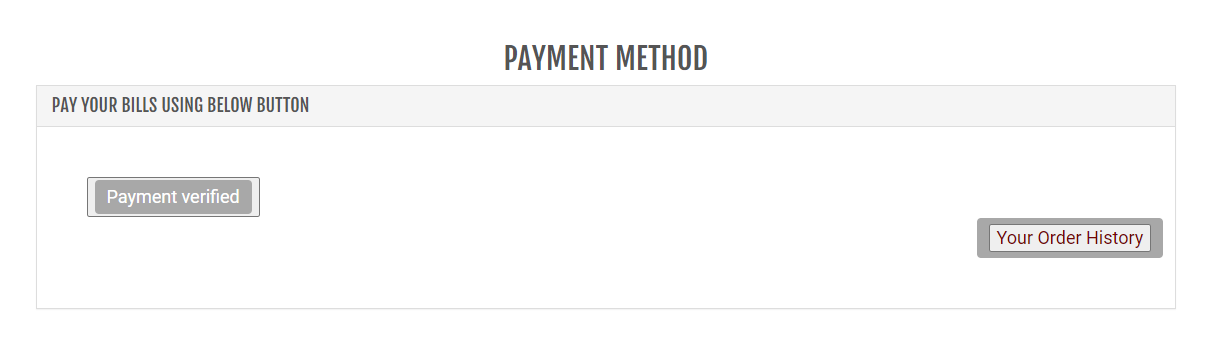 PAYMENT METHOD
PAY YOUR BILLS USING BELOW BUTTON
Payment verified
Your Order History